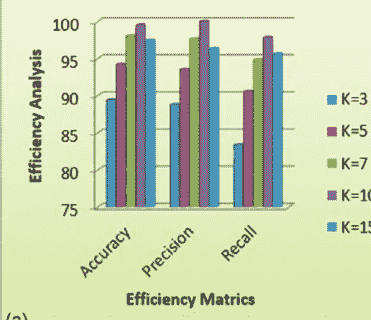 100
95
90
85
80
75
Efficiency Analysis
Accuracy
Precision
Recall
Efficiency Matrics
K=3
K=5
K=7
K=10
K=15
(a)